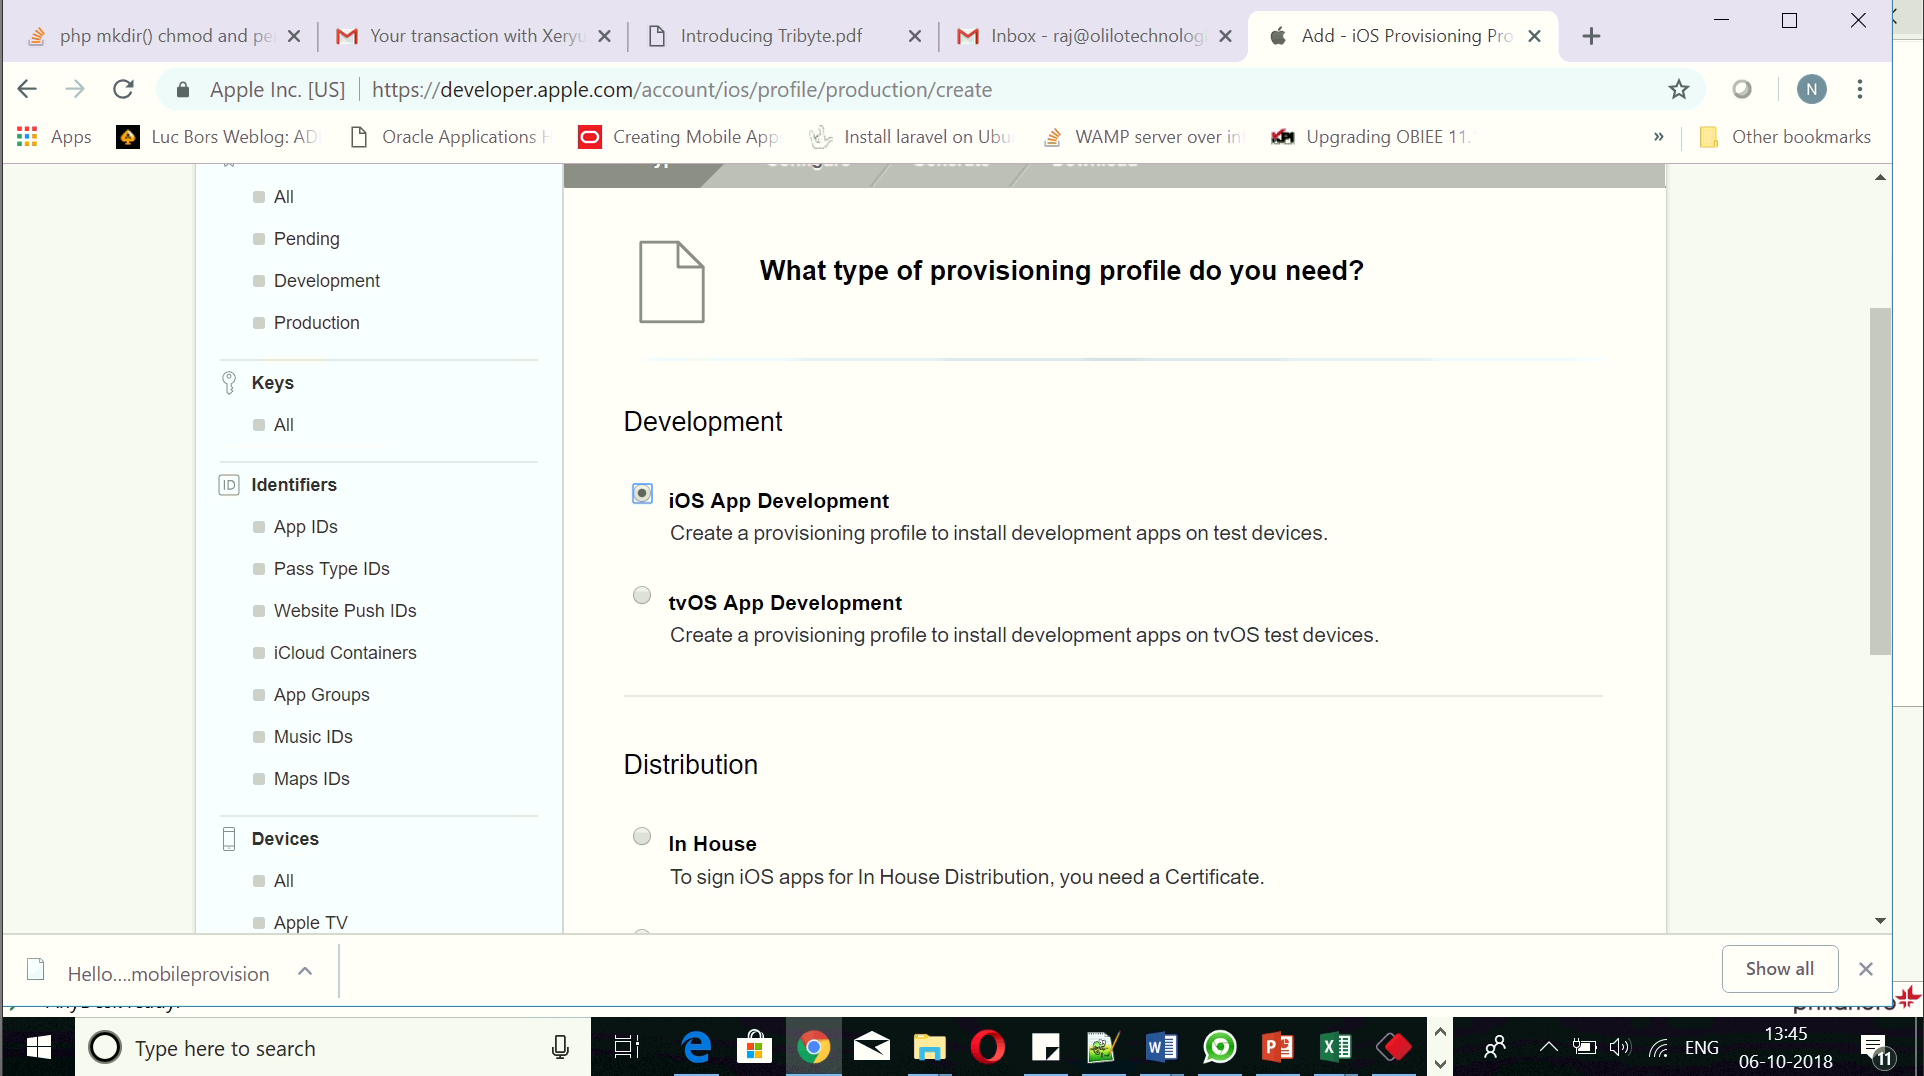 php mkdir() chmod and pe
Your transaction with Xeryu
Introducing Tribyte.pdf
Inbox - raj@olilotechnologi
Add - iOS Provisioning Pro
Apple Inc. [US]
https://developer.apple.com/account/ios/profile/production/create
N
Apps
Luc Bors Weblog: AD
Oracle Applications H
Creating Mobile App
Install laravel on Ubu
WAMP server over in
KPI
Upgrading OBIEE 11.
»
Other bookmarks
Configure
Generate
Download
All
Pending
Development
Production
Keys
All
ID Identifiers
App IDs
Pass Type IDs
Website Push IDs
iCloud Containers
App Groups
Music IDs
Maps IDs
Devices
All
Apple TV
What type of provisioning profile do you need?
Development
iOS App Development
Create a provisioning profile to install development apps on test devices.
tvOS App Development
Create a provisioning profile to install development apps on tvOS test devices.
Distribution
In House
To sign iOS apps for In House Distribution, you need a Certificate.
Hello....mobileprovision
Show all
Type here to search
ENG
13:45
06-10-2018
11